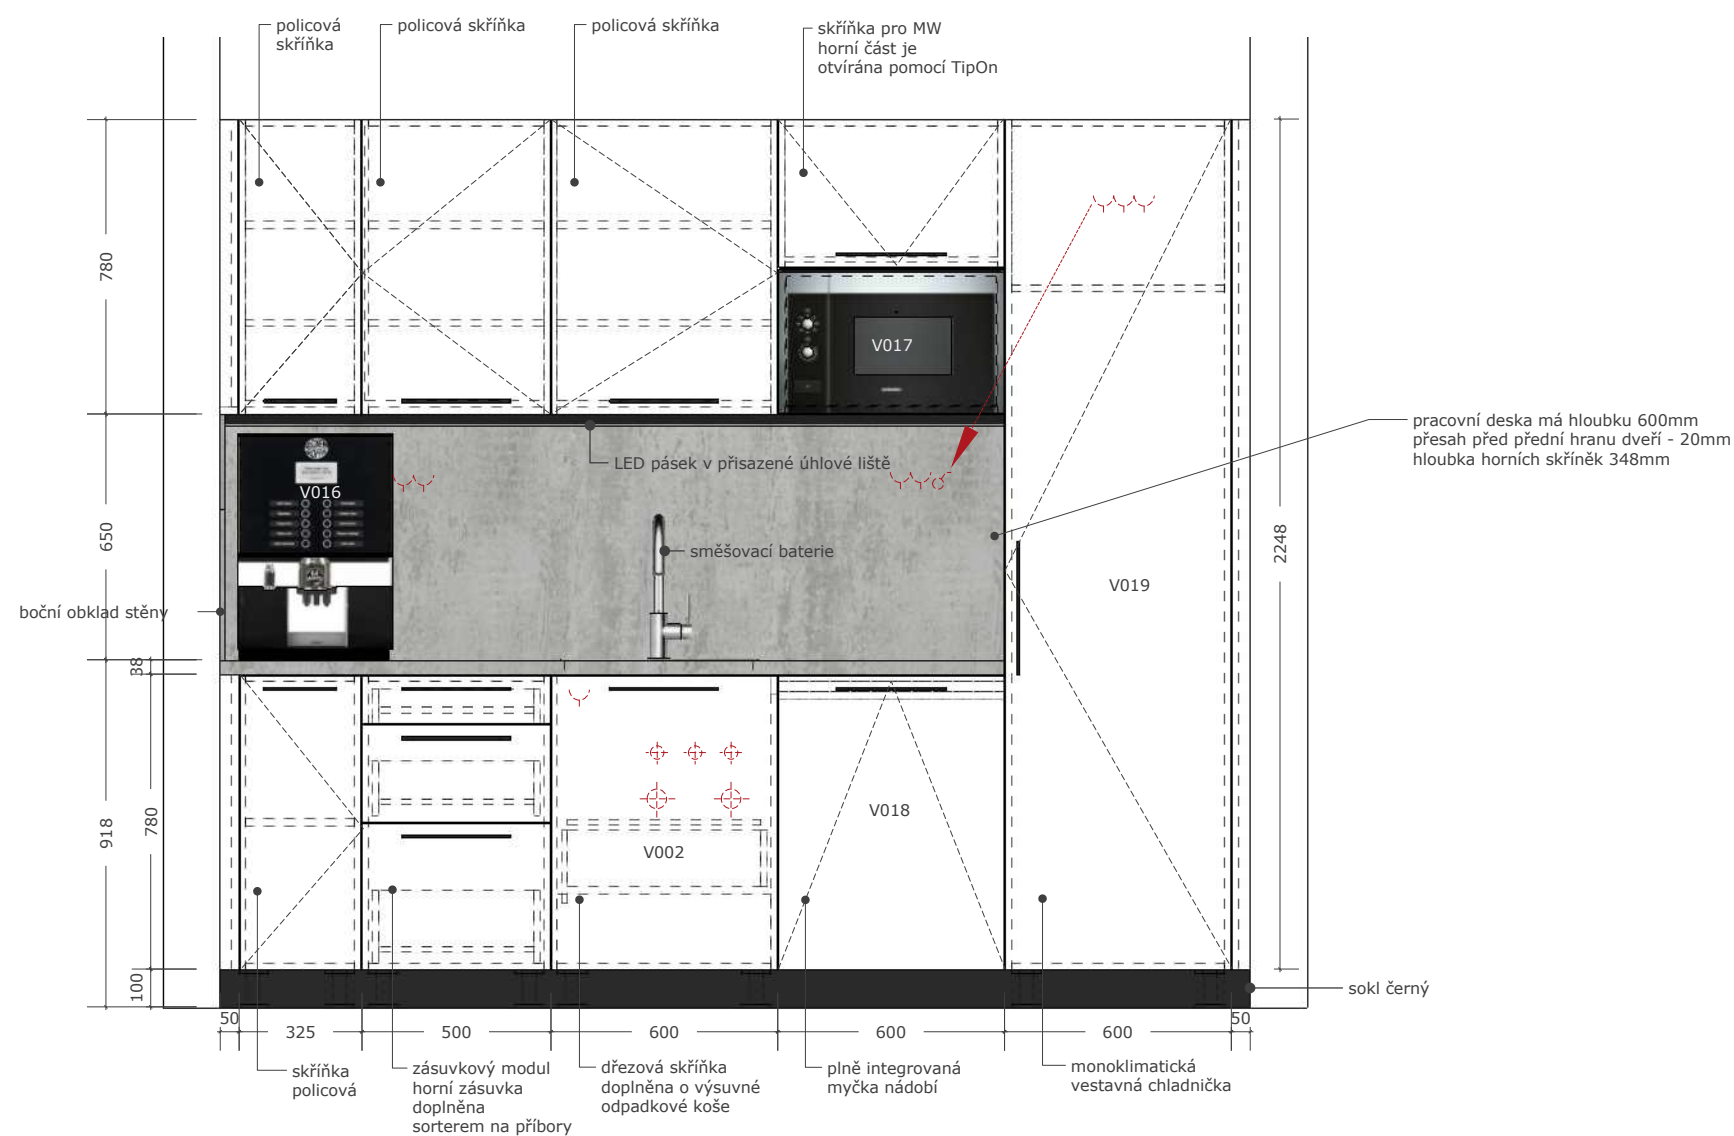 policová
skříňka
policová skříňka
policová skříňka
skříňka pro MW
horní část je
otvírána pomocí TipOn
780
V017
pracovní deska má hloubku 600mm
přesah před přední hranu dveří - 20mm
hloubka horních skříněk 348mm
LED pásek v přisazené úhlové liště
V016
650
2248
směšovací baterie
V019
boční obklad stěny
38
918
780
V018
V002
100
sokl černý
50
325
500
600
600
600
50
skříňka
policová
zásuvkový modul
horní zásuvka
doplněna
sorterem na příbory
dřezová skříňka
doplněna o výsuvné
odpadkové koše
plně integrovaná
myčka nádobí
monoklimatická
vestavná chladnička